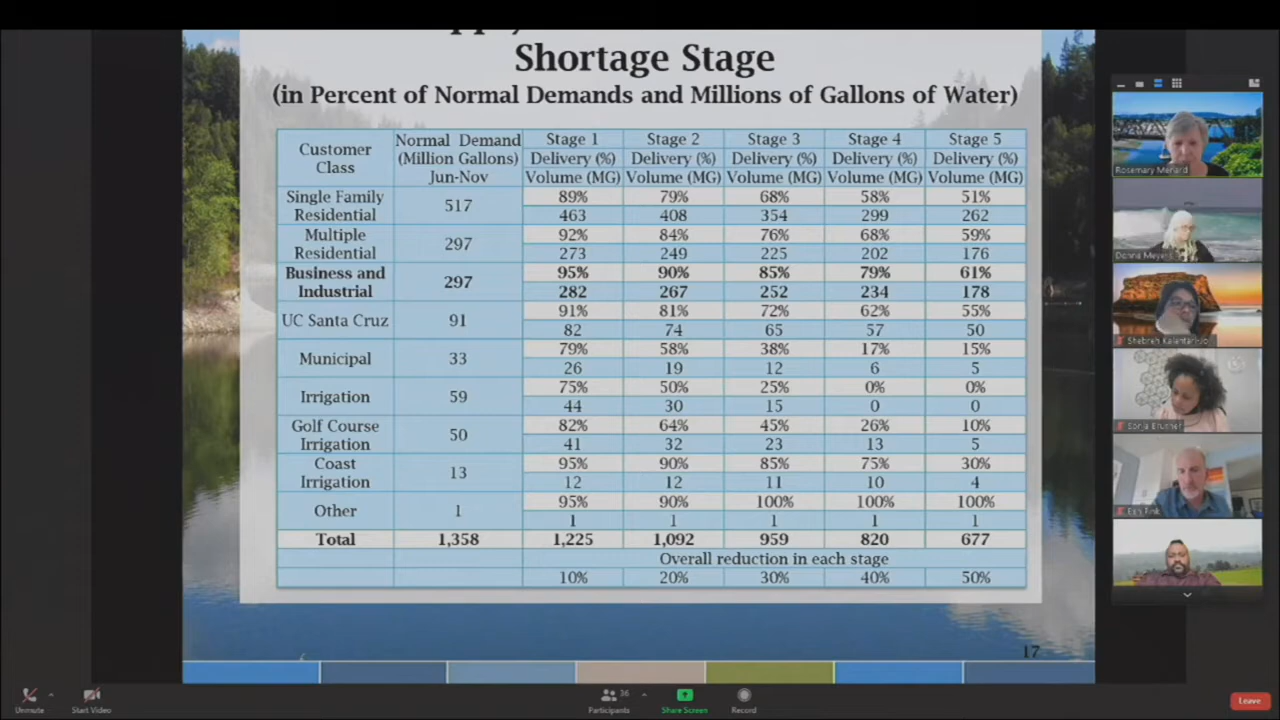 Shortage Stage
(in Percent of Normal Demands and Millions of Gallons of Water)
Customer Class Normal Demand (Million Gallons) Jun-Nov Stage 1 Delivery (%) Volume (MG) Stage 2 Delivery (%) Volume (MG) Stage 3 Delivery (%) Volume (MG) Stage 4 Delivery (%) Volume (MG) Stage 5 Delivery (%) Volume (MG)
Single Family Residential 517 89% 79% 68% 58% 51%
463 408 354 299 262
Multiple Residential 297 92% 84% 76% 68% 59%
273 249 225 202 176
Business and Industrial 297 95% 90% 85% 79% 61%
282 267 252 234 178
UC Santa Cruz 91 91% 81% 72% 62% 55%
82 74 65 57 50
Municipal 33 79% 58% 38% 17% 15%
26 19 12 6 5
Irrigation 59 75% 50% 25% 0% 0%
44 30 15 0 0
Golf Course Irrigation 50 82% 64% 45% 26% 10%
41 32 23 13 5
Coast Irrigation 13 95% 90% 85% 75% 30%
12 12 11 10 4
Other 1 95% 90% 100% 100% 100%
1 1 1 1 1
Total 1,358 1,225 1,092 959 820 677
Overall reduction in each stage
10% 20% 30% 40% 50%
17
Rosemary Menard
Donna Meyers
Shebreh Kalantari-Jo
Sonja Brunner
Unmute
Start Video
Participants 36
Share Screen
Record
Leave